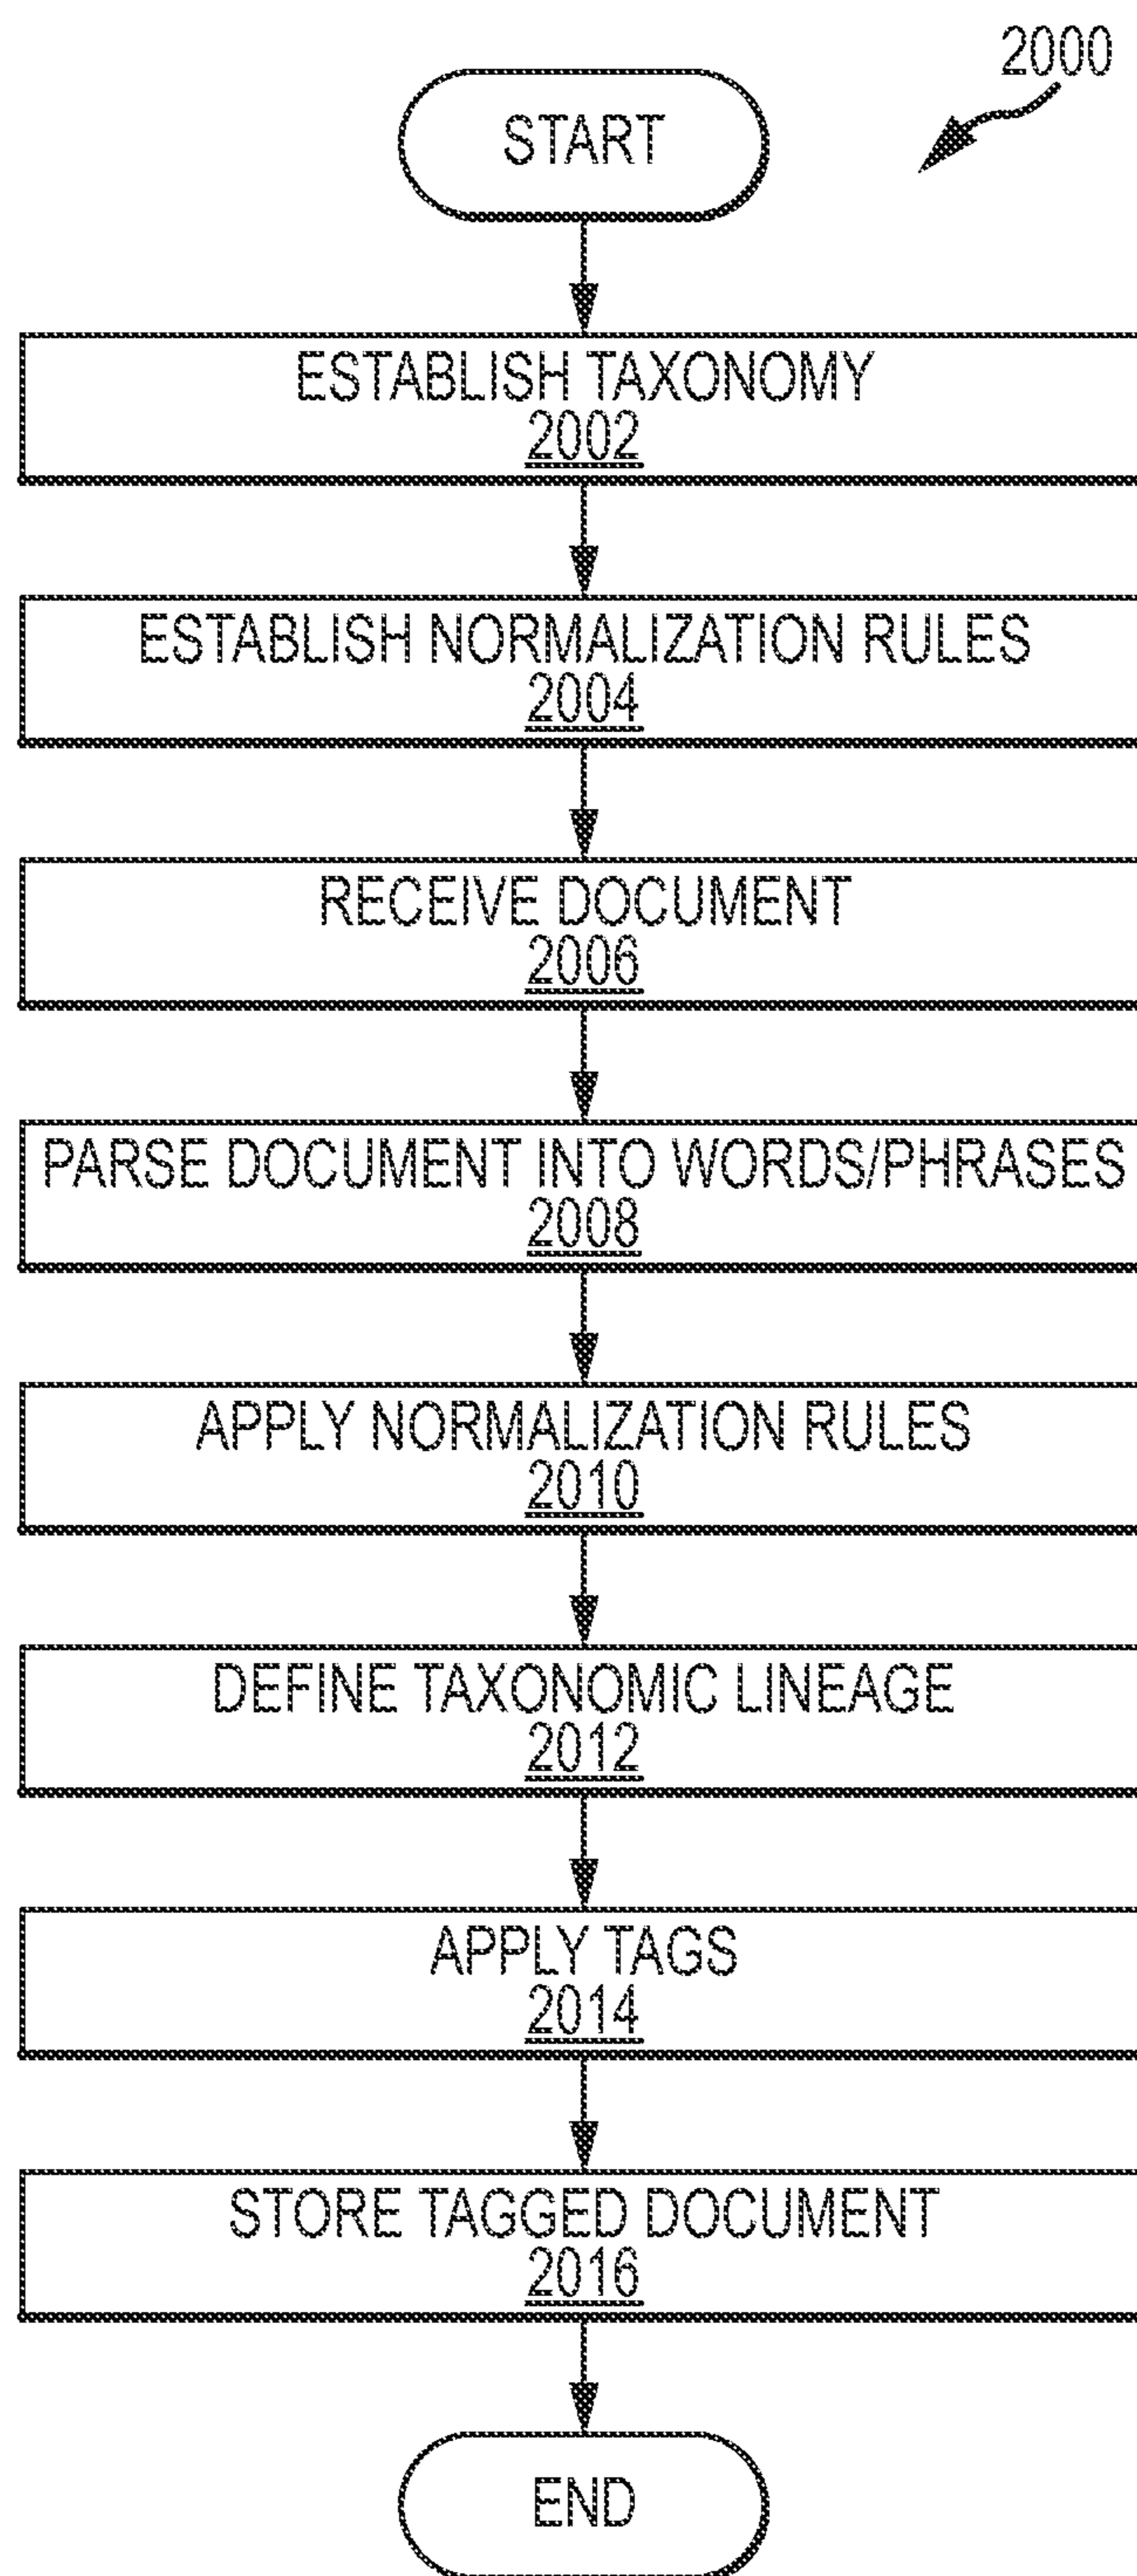 2000
START
ESTABLISH TAXONOMY
2002
ESTABLISH NORMALIZATION RULES
2004
RECEIVE DOCUMENT
2006
PARSE DOCUMENT INTO WORDS/PHRASES
2008
APPLY NORMALIZATION RULES
2010
DEFINE TAXONOMIC LINEAGE
2012
APPLY TAGS
2014
STORE TAGGED DOCUMENT
2016
END